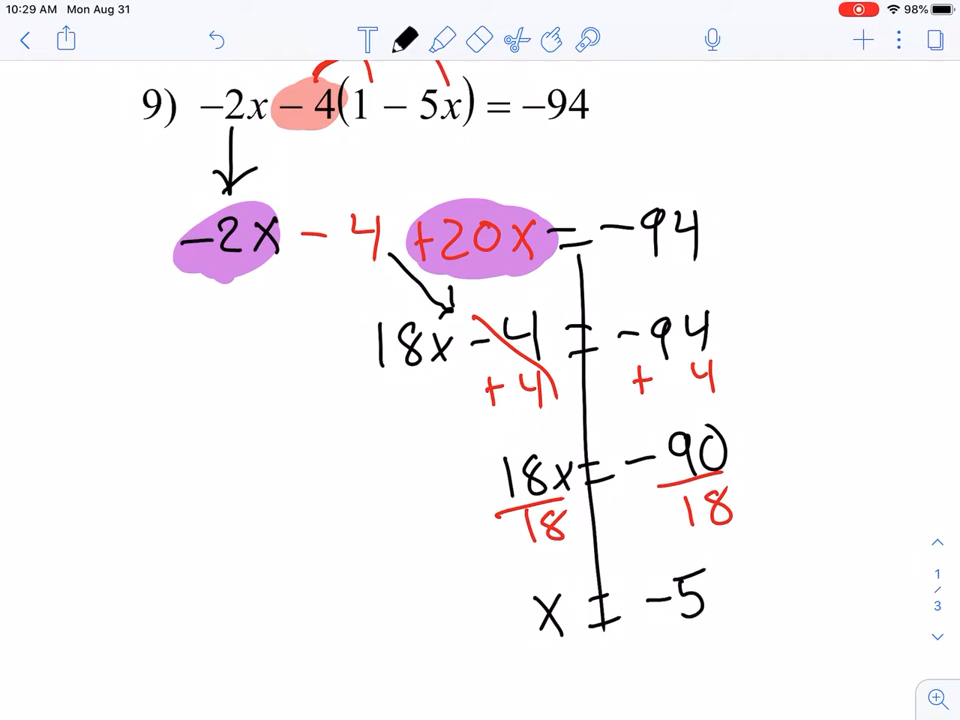 10:29 AM Mon Aug 31
98%
T
9) −2x − 4(1 − 5x) = −94
-2x - 4 +20x = -94
18x - 4 = -94
+ 4 + 4
18x = -90
18 18
x = -5
1
/
3